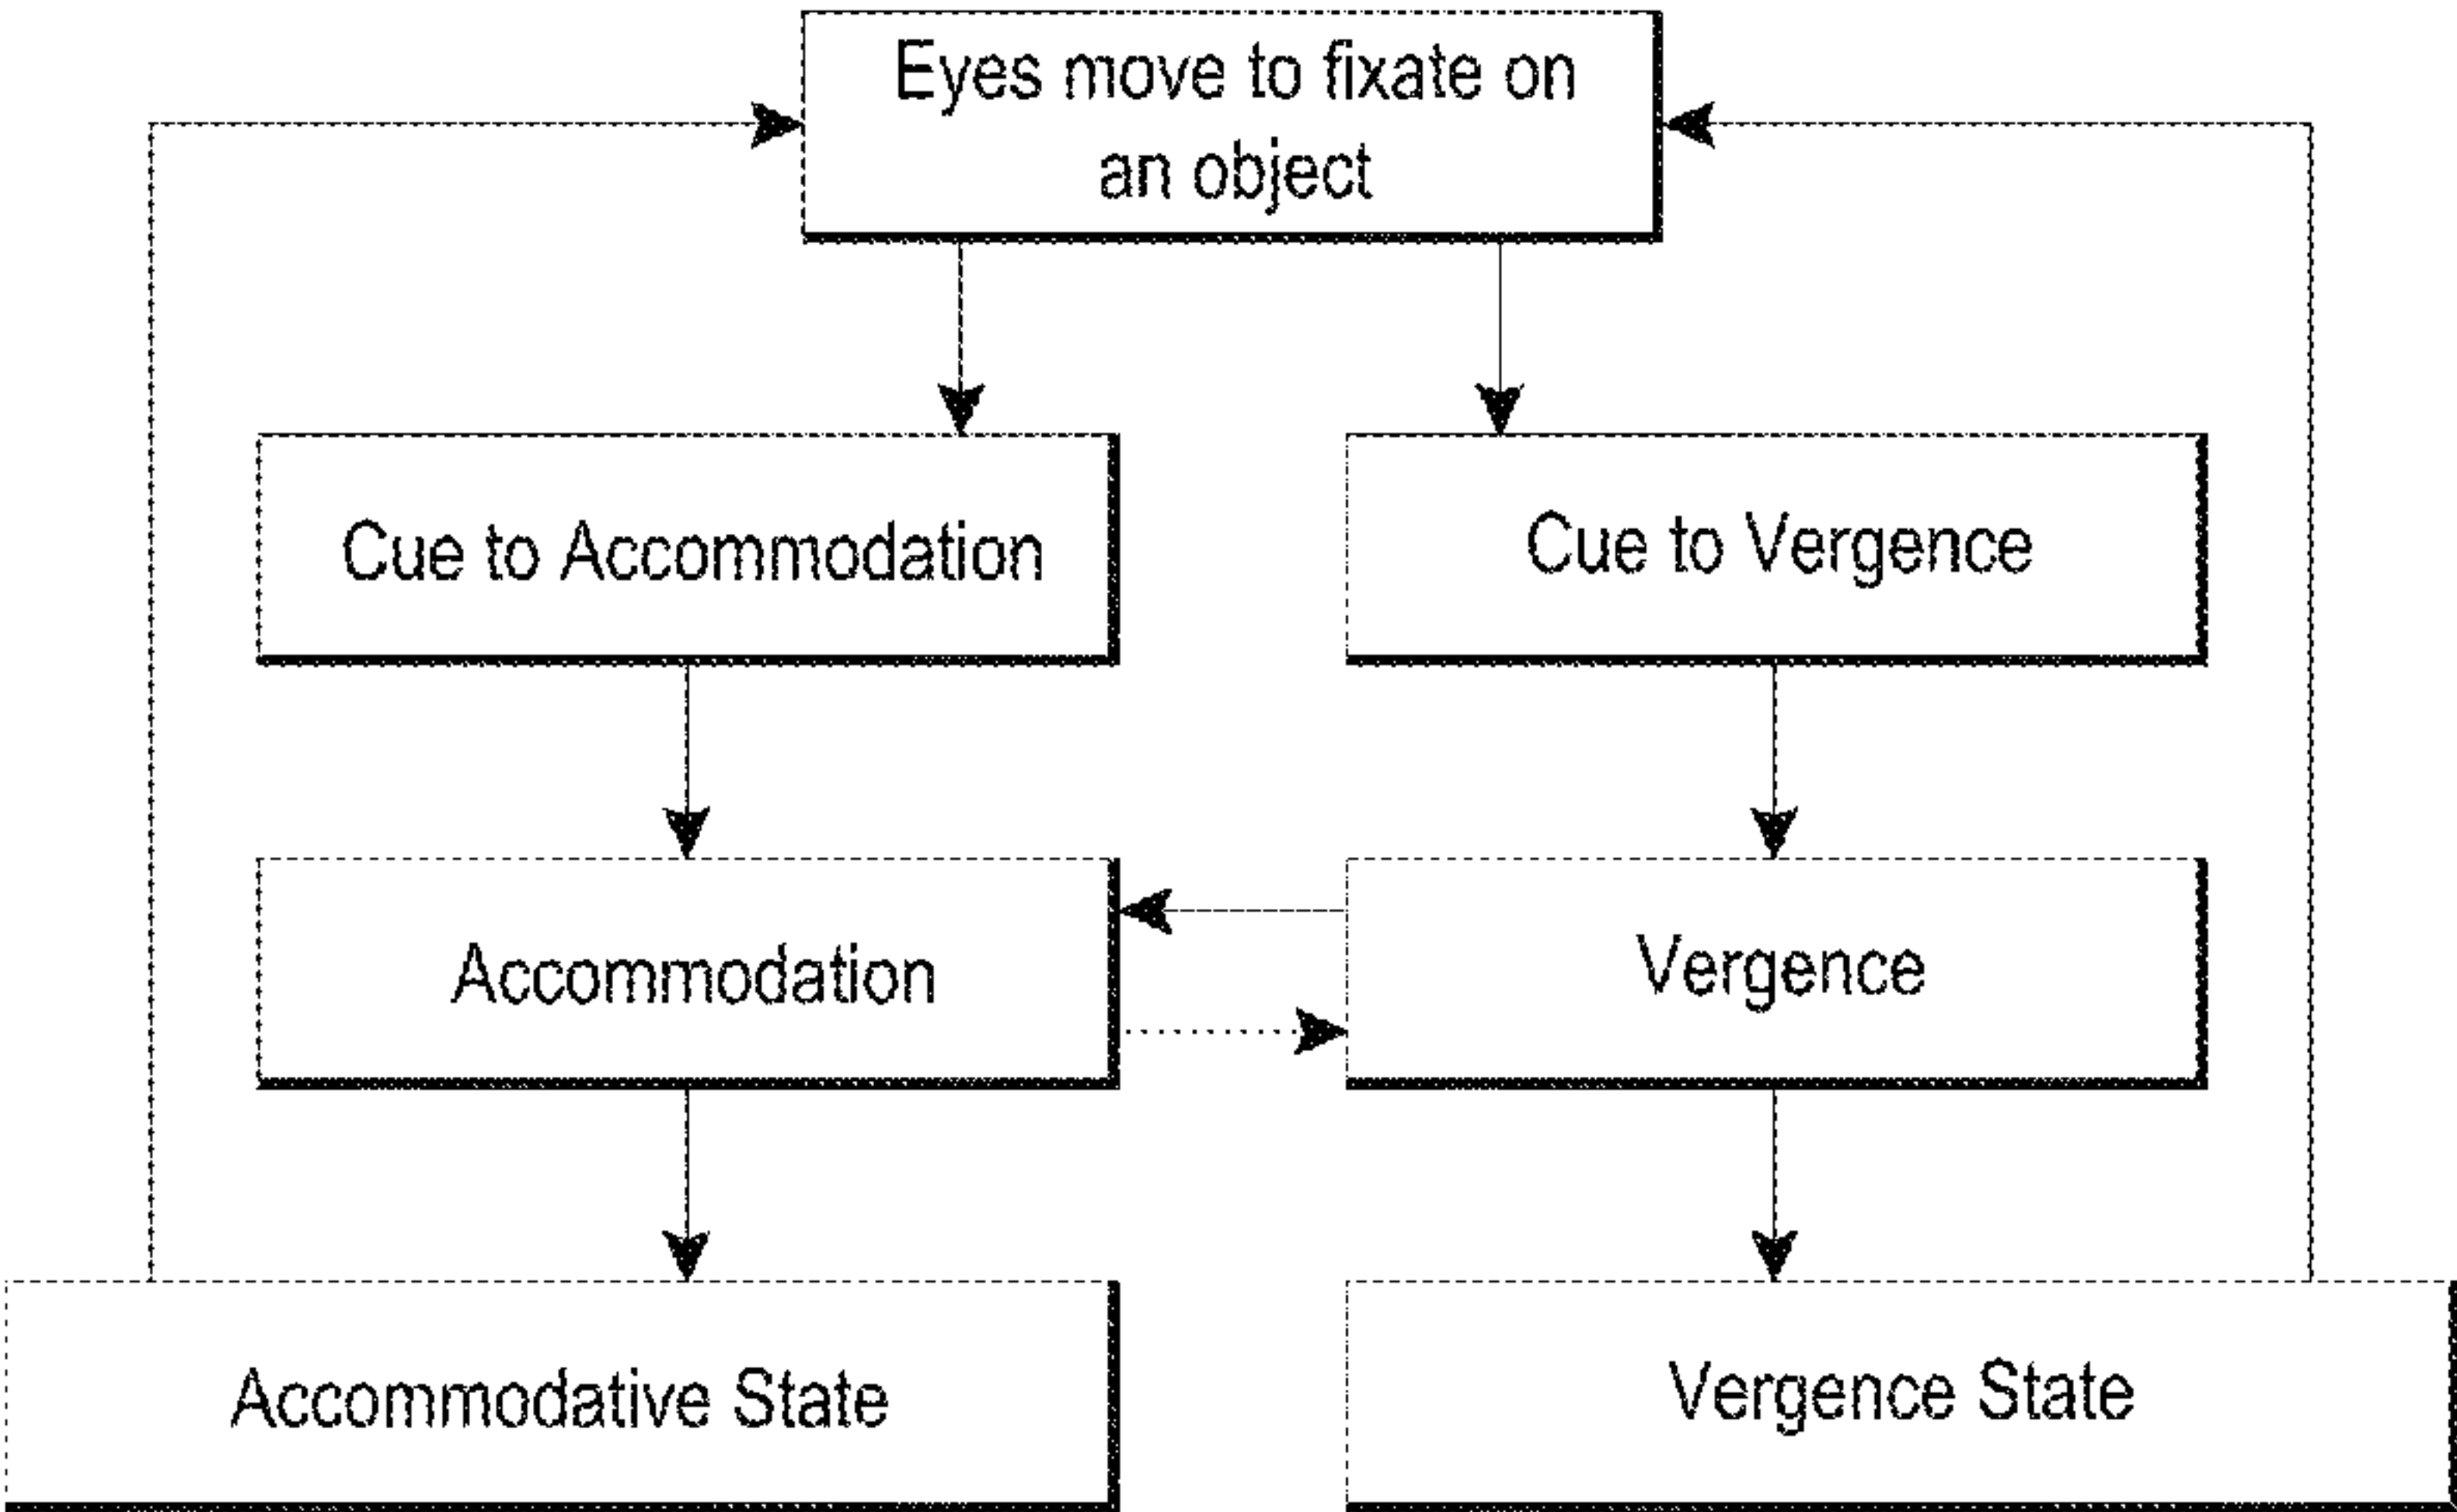 Eyes move to fixate on
an object
Cue to Accommodation
Cue to Vergence
Accommodation
Vergence
Accommodative State
Vergence State